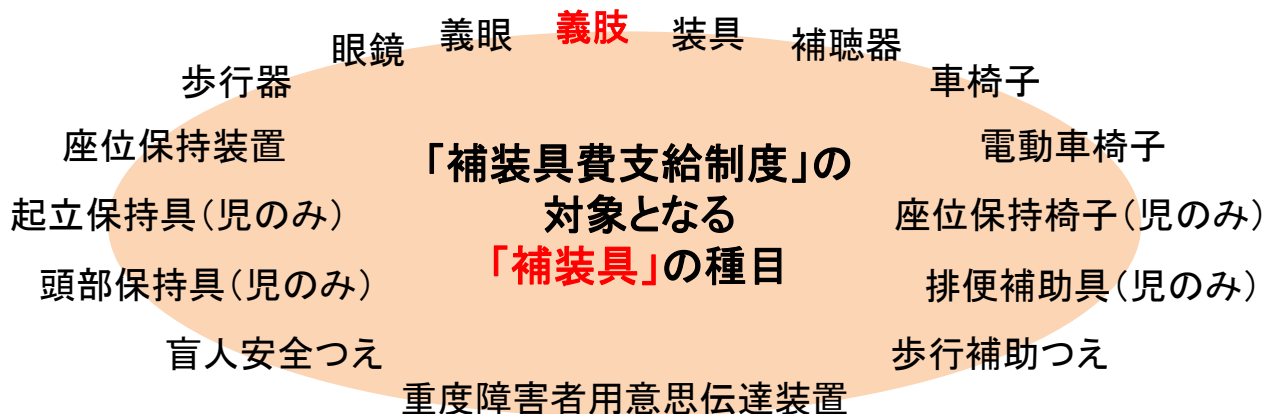 義肢
装具
補聴器
車椅子
電動車椅子
座位保持椅子（児のみ）
排便補助具（児のみ）
歩行補助つえ
重度障害者用意思伝達装置
盲人安全つえ
頭部保持具（児のみ）
起立保持具（児のみ）
座位保持装置
歩行器
眼鏡
義眼
「補装具費支給制度」の
対象となる
「補装具」の種目